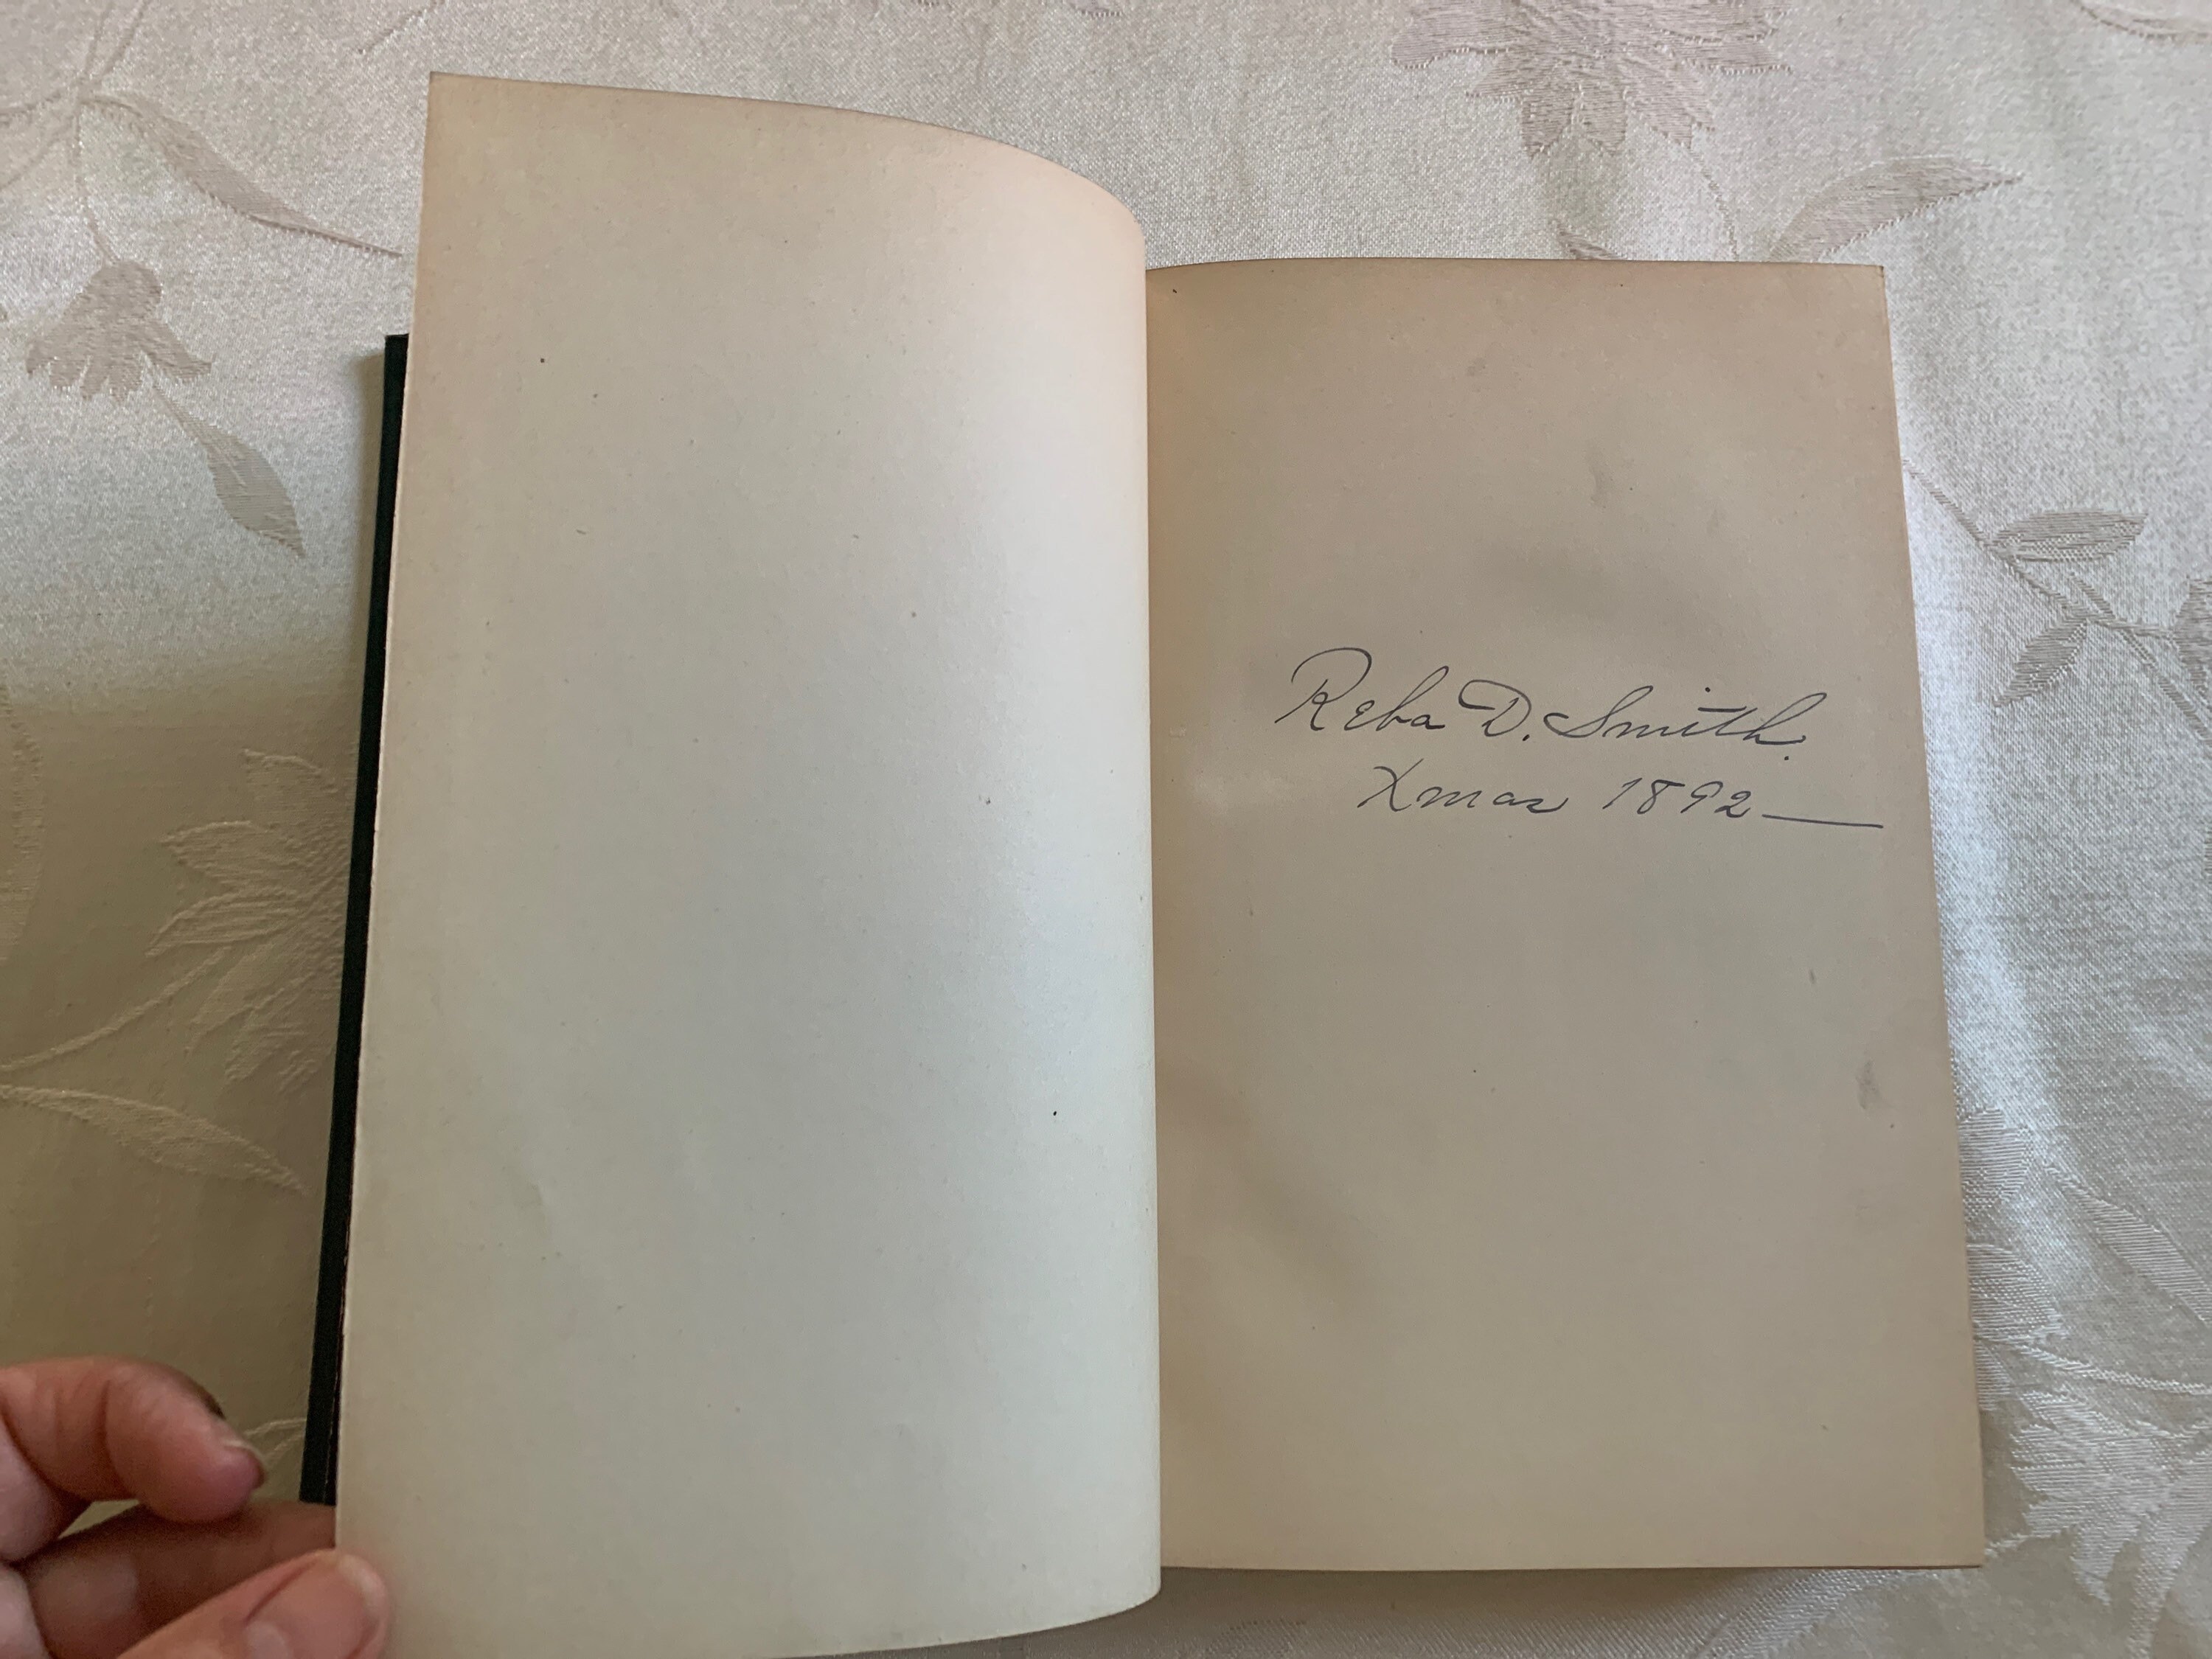 Reba D. Smith.
Xmas 1892—